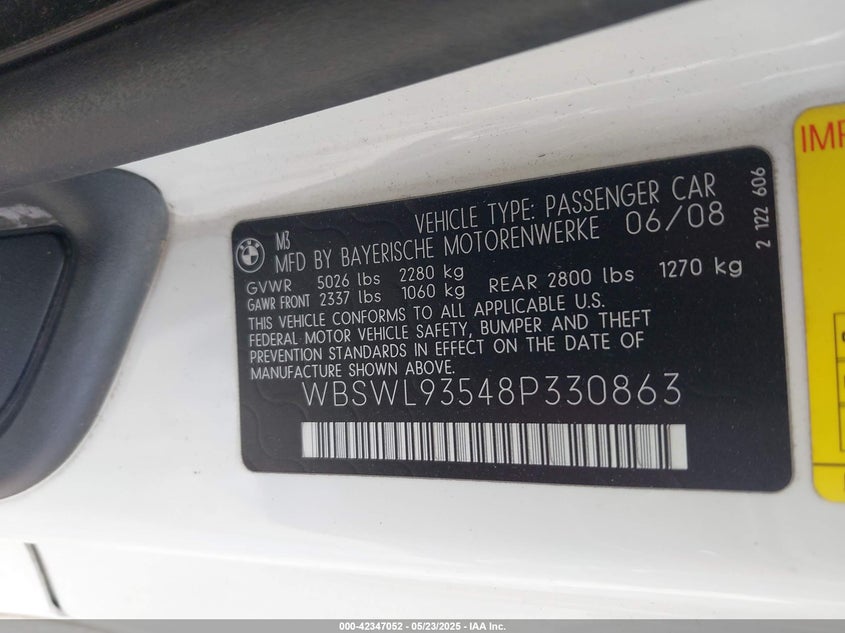 M3 VEHICLE TYPE: PASSENGER CAR
MFD BY BAYERISCHE MOTORENWERKE 06/08
GVWR 5026 lbs 2280 kg
GAWR FRONT 2337 lbs 1060 kg REAR 2800 lbs 1270 kg
THIS VEHICLE CONFORMS TO ALL APPLICABLE U.S.
FEDERAL MOTOR VEHICLE SAFETY, BUMPER AND THEFT
PREVENTION STANDARDS IN EFFECT ON THE DATE OF
MANUFACTURE SHOWN ABOVE.
WBSWL93548P330863
2 122 606
BMW
000-42347052 - 05/23/2025 - IAA Inc.